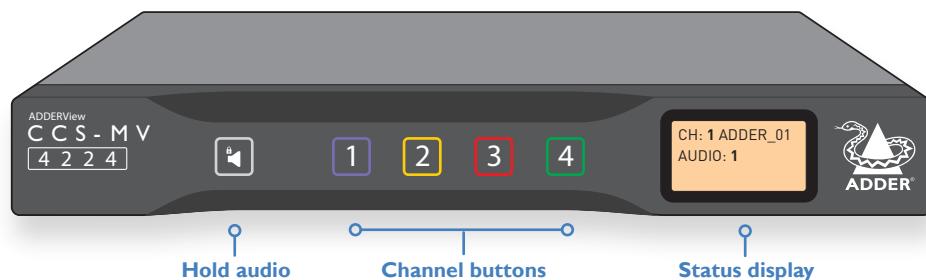 ADDERView
CCS-MV
4224
1
2
3
4
CH: 1 ADDER_01
AUDIO: 1
ADDER®
Hold audio
Channel buttons
Status display